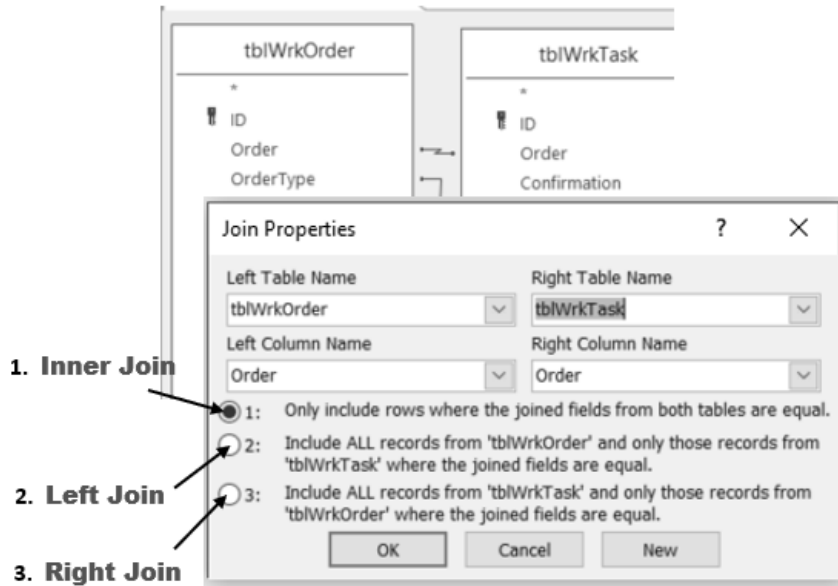 tblWrkOrder
*
ID
Order
OrderType
tblWrkTask
*
ID
Order
Confirmation
Join Properties
? X
Left Table Name
Right Table Name
tblWrkOrder
tblWrkTask
Left Column Name
Right Column Name
Order
Order
1. Inner Join
1: Only include rows where the joined fields from both tables are equal.
2: Include ALL records from 'tblWrkOrder' and only those records from
'tblWrkTask' where the joined fields are equal.
2. Left Join
3: Include ALL records from 'tblWrkTask' and only those records from
'tblWrkOrder' where the joined fields are equal.
3. Right Join
OK
Cancel
New